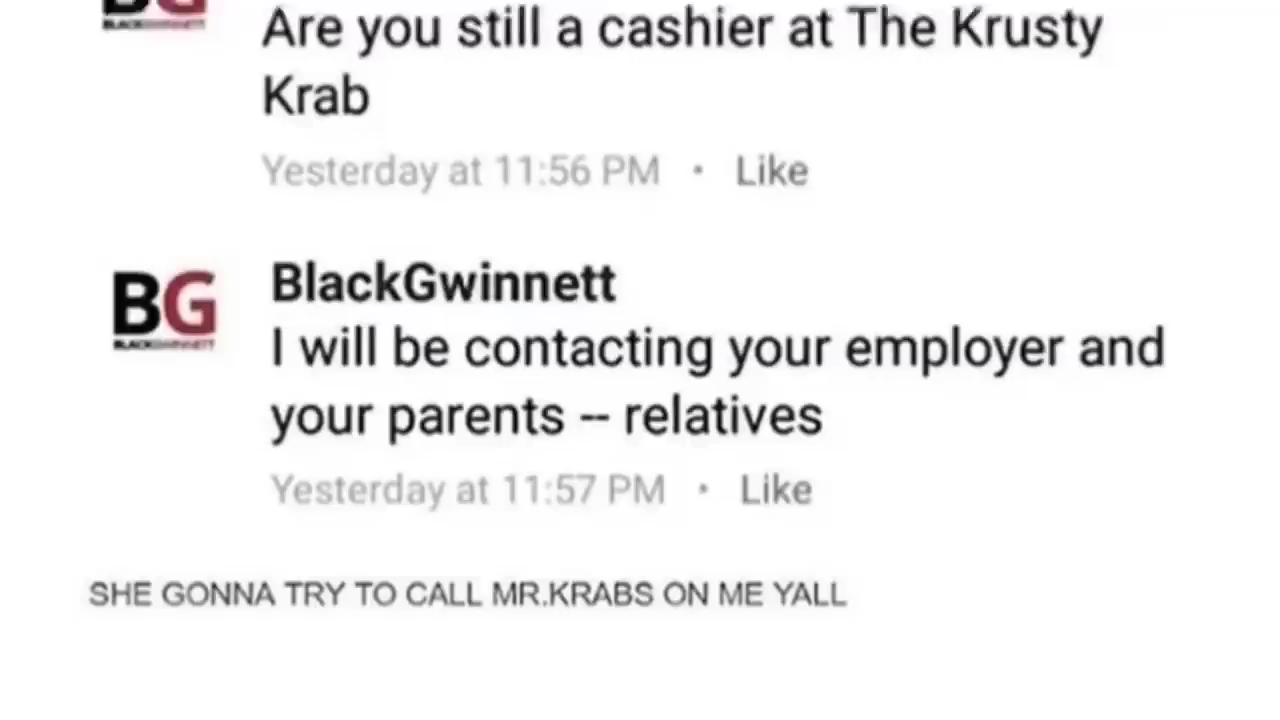 Are you still a cashier at The Krusty
Krab
Yesterday at 11:56 PM • Like
BG
BlackGwinnett
BLACKGWINNETT
I will be contacting your employer and
your parents -- relatives
Yesterday at 11:57 PM • Like
SHE GONNA TRY TO CALL MR.KRABS ON ME YALL